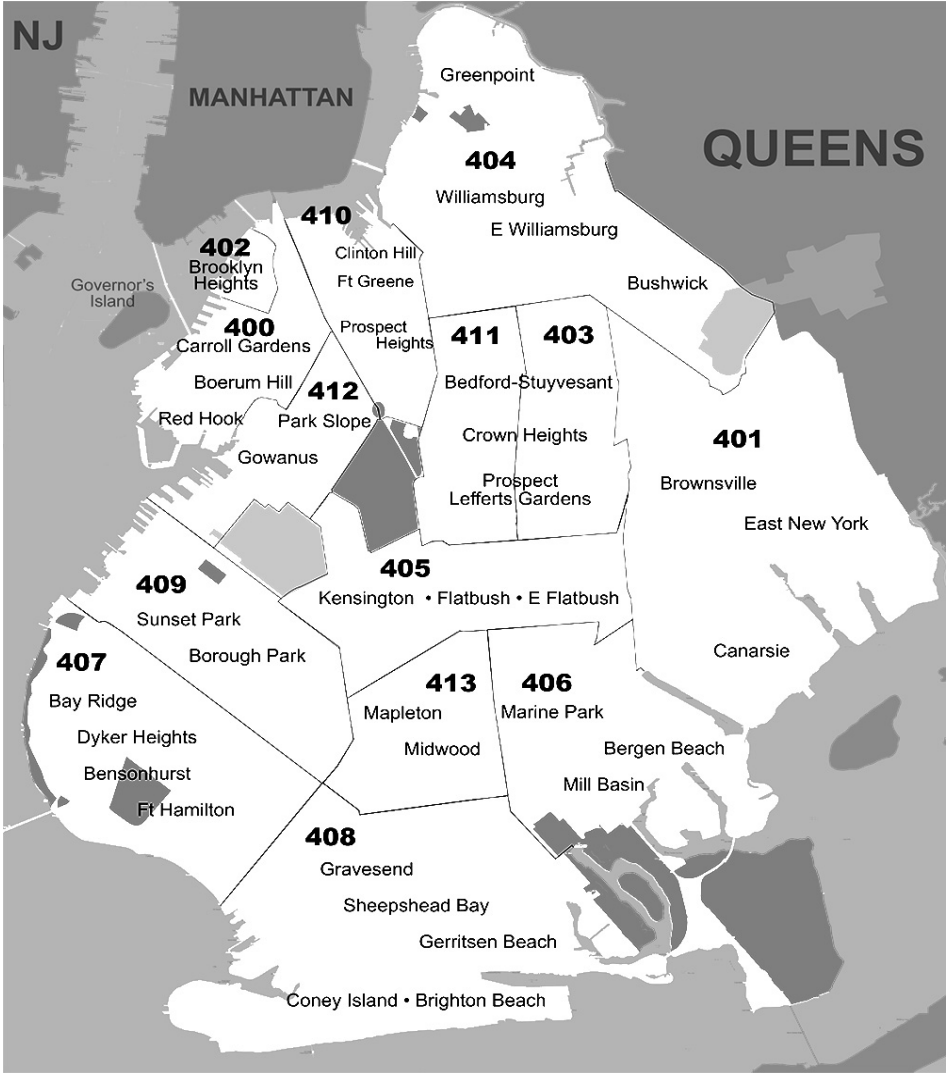 NJ
MANHATTAN
QUEENS
Greenpoint
404
Williamsburg
E Williamsburg
Bushwick
410
Clinton Hill
Ft Greene
Prospect
Heights
402
Brooklyn
Heights
Governor's
Island
400
Carroll Gardens
Boerum Hill
Red Hook
412
Park Slope
Gowanus
411
403
Bedford-Stuyvesant
Crown Heights
Prospect
Lefferts Gardens
401
Brownsville
East New York
Canarsie
405
Kensington • Flatbush • E Flatbush
409
Sunset Park
Borough Park
407
Bay Ridge
Dyker Heights
Bensonhurst
Ft Hamilton
413
Mapleton
Midwood
406
Marine Park
Bergen Beach
Mill Basin
408
Gravesend
Sheepshead Bay
Gerritsen Beach
Coney Island • Brighton Beach